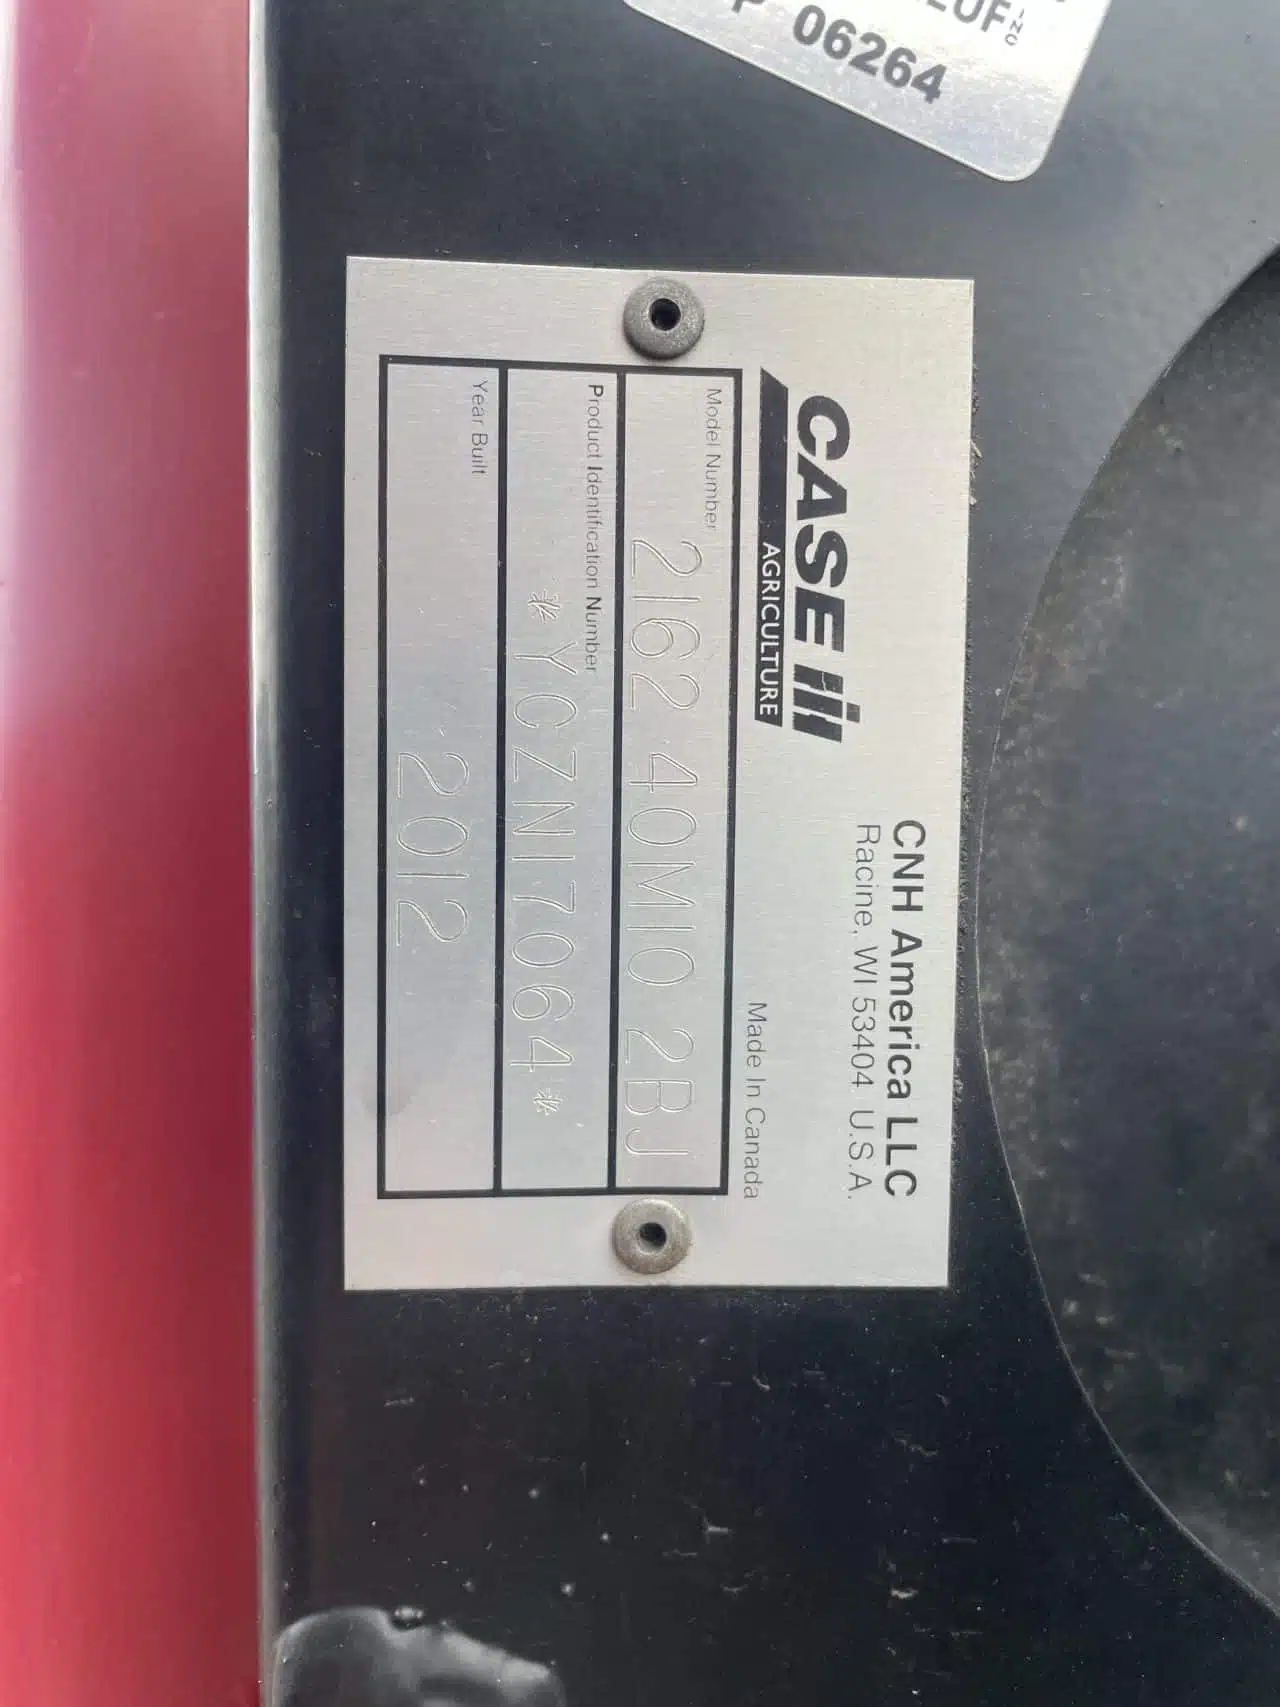 06264
CASE III
AGRICULTURE
CNH America LLC
Racine, WI 53404 U.S.A.
Made In Canada
Model Number
2162 40M10 2BJ
Product Identification Number
*YCZN17064*
Year Built
2012